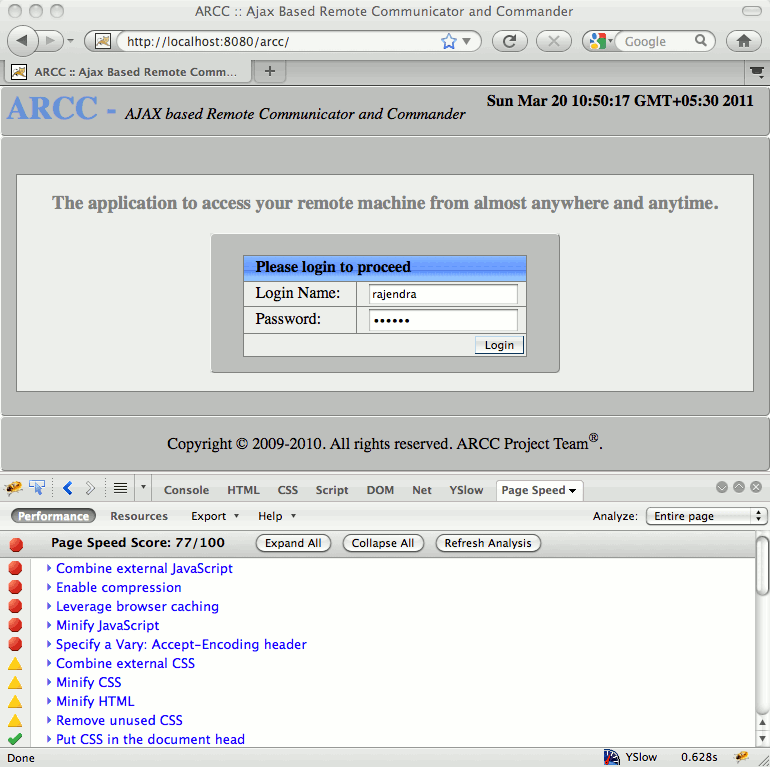 ARCC :: Ajax Based Remote Communicator and Commander
http://localhost:8080/arcc/
Google
ARCC :: Ajax Based Remote Comm...
ARCC - AJAX based Remote Communicator and Commander
Sun Mar 20 10:50:17 GMT+05:30 2011
The application to access your remote machine from almost anywhere and anytime.
Please login to proceed
Login Name: rajendra
Password: ••••••
Login
Copyright © 2009-2010. All rights reserved. ARCC Project Team®.
Console HTML CSS Script DOM Net YSlow Page Speed
Performance Resources Export Help Analyze: Entire page
Page Speed Score: 77/100 Expand All Collapse All Refresh Analysis
Combine external JavaScript
Enable compression
Leverage browser caching
Minify JavaScript
Specify a Vary: Accept-Encoding header
Combine external CSS
Minify CSS
Minify HTML
Remove unused CSS
Put CSS in the document head
Done YSlow 0.628s